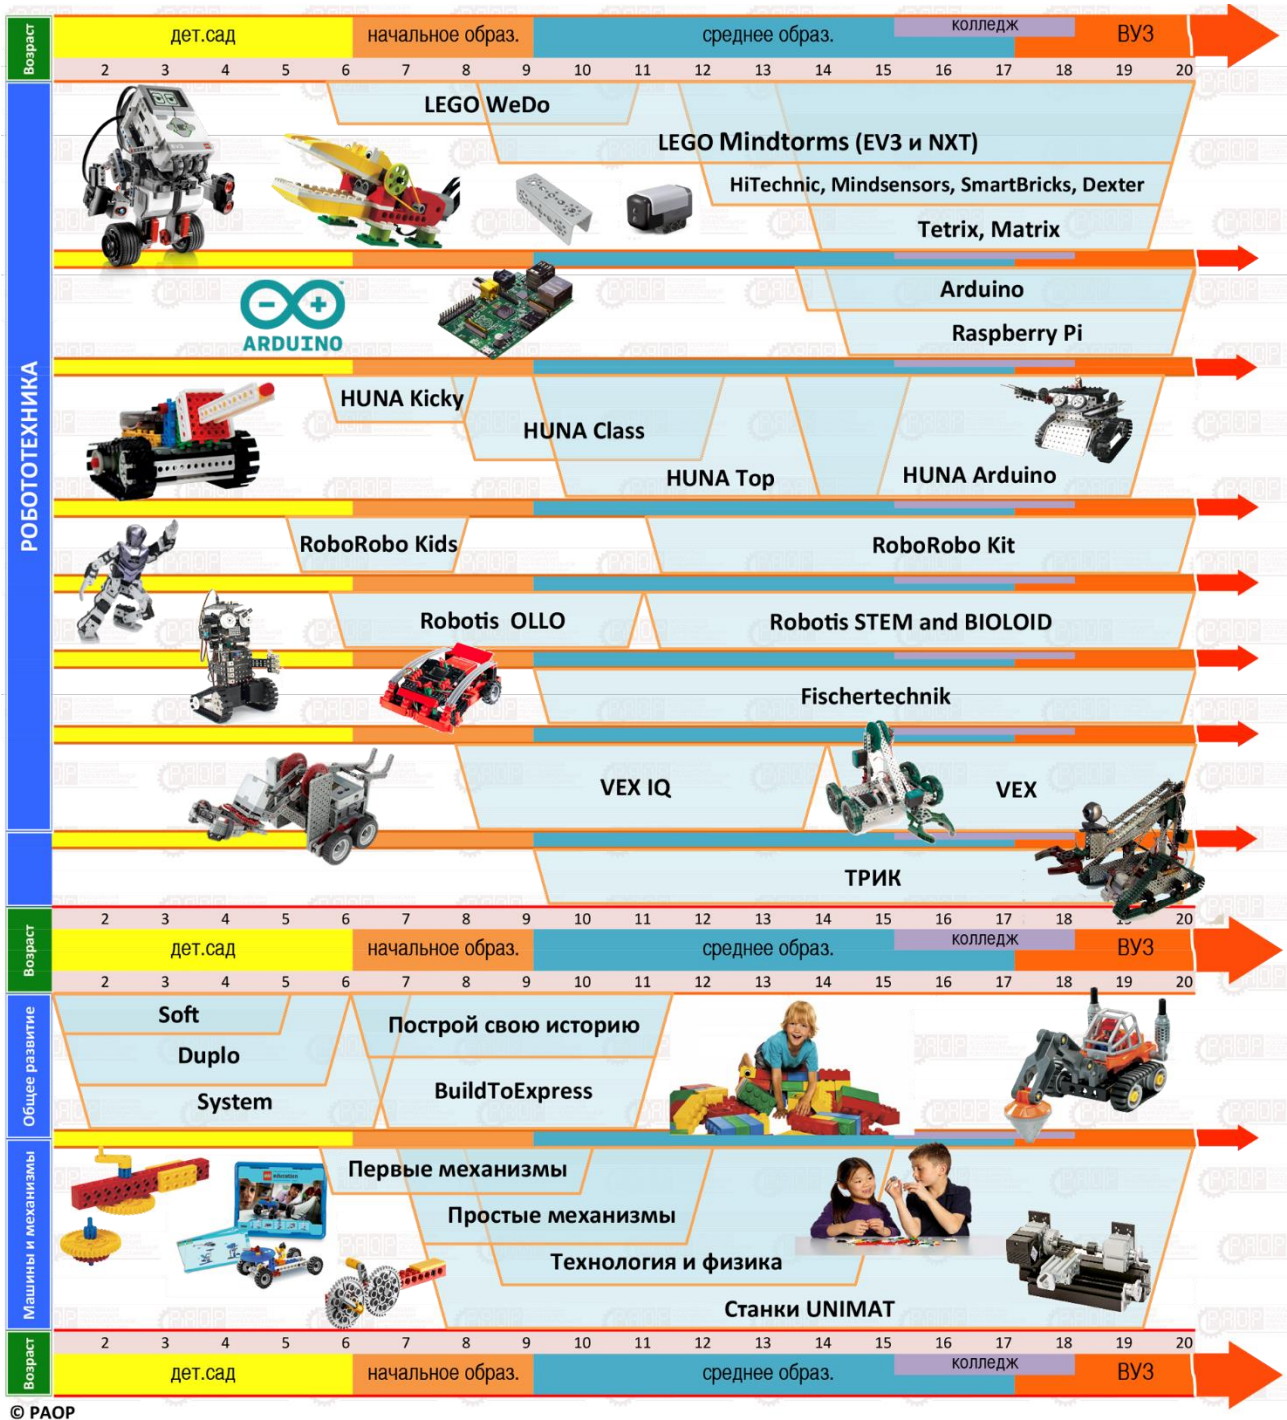 Возраст
дет.сад
начальное образ.
среднее образ.
колледж
ВУЗ
2 3 4 5 6 7 8 9 10 11 12 13 14 15 16 17 18 19 20
РОБОТОТЕХНИКА
LEGO WeDo
LEGO Mindtorms (EV3 и NXT)
HiTechnic, Mindsensors, SmartBricks, Dexter
Tetrix, Matrix
ARDUINO
Arduino
Raspberry Pi
HUNA Kicky
HUNA Class
HUNA Top
HUNA Arduino
RoboRobo Kids
RoboRobo Kit
Robotis OLLO
Robotis STEM and BIOLOID
Fischertechnik
VEX IQ
VEX
ТРИК
2 3 4 5 6 7 8 9 10 11 12 13 14 15 16 17 18 19 20
Возраст
дет.сад
начальное образ.
среднее образ.
колледж
ВУЗ
2 3 4 5 6 7 8 9 10 11 12 13 14 15 16 17 18 19 20
Общее развитие
Soft
Duplo
System
Построй свою историю
BuildToExpress
Машины и механизмы
education
Первые механизмы
Простые механизмы
Технология и физика
Станки UNIMAT
2 3 4 5 6 7 8 9 10 11 12 13 14 15 16 17 18 19 20
Возраст
дет.сад
начальное образ.
среднее образ.
колледж
ВУЗ
© РАОР